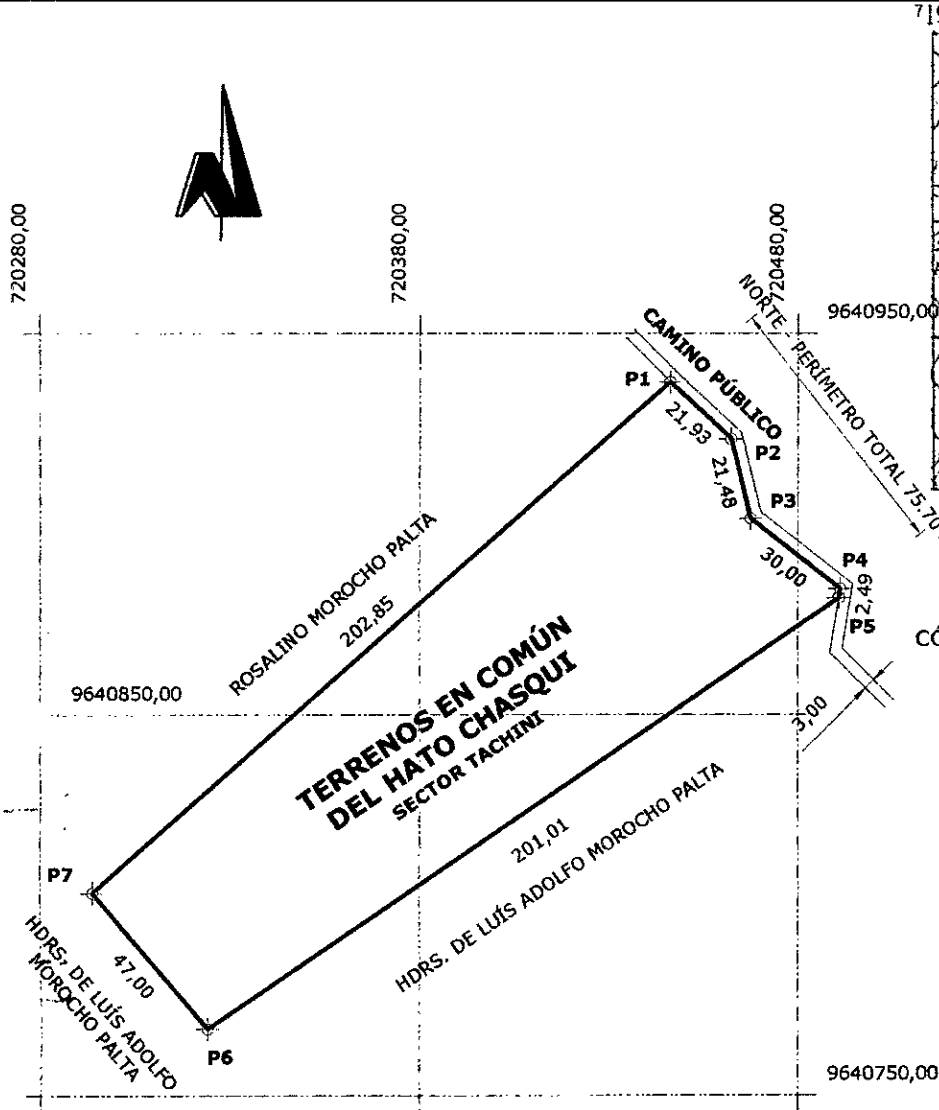 720280,00
720380,00
720480,00
9640950,00
NORTE PERÍMETRO TOTAL 75.70
CAMINO PÚBLICO
P1
21,93
P2
21,48
P3
30,00
P4
2,49
P5
3,00
ROSALINO MOROCHO PALTA
202,85
9640850,00
TERRENOS EN COMÚN
DEL HATO CHASQUI
SECTOR TACHINI
201,01
HDRS. DE LUÍS ADOLFO MOROCHO PALTA
P7
47,00
HDRS, DE LUÍS ADOLFO
MOROCHO PALTA
P6
9640750,00